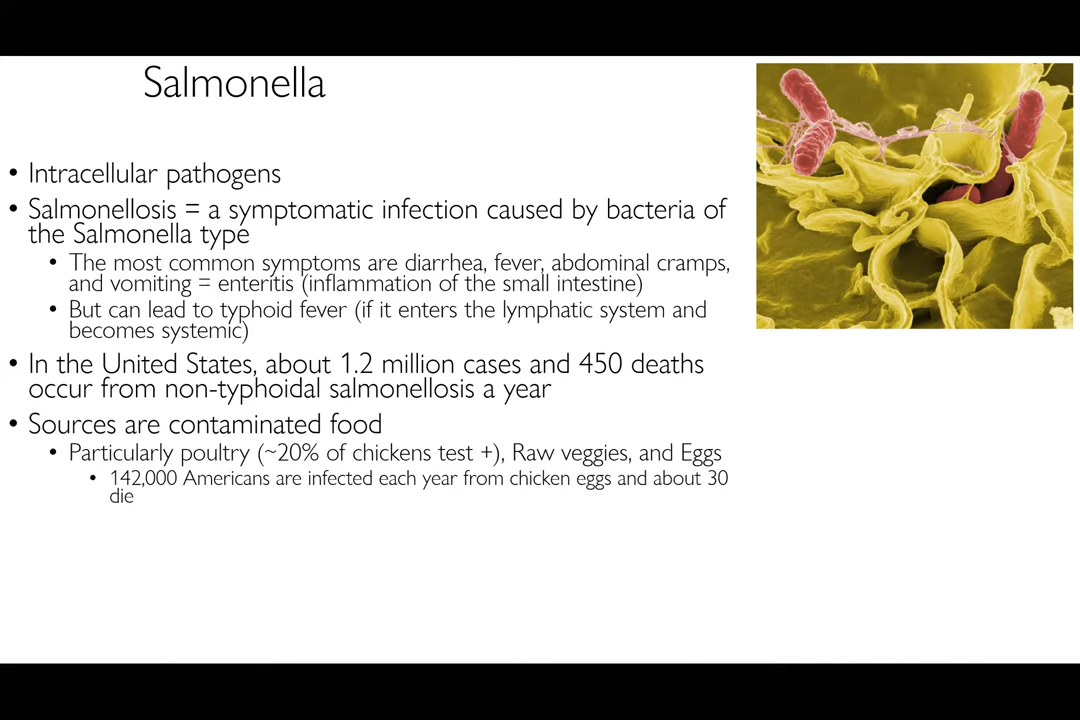 Salmonella
• Intracellular pathogens
• Salmonellosis = a symptomatic infection caused by bacteria of
the Salmonella type
• The most common symptoms are diarrhea, fever, abdominal cramps,
and vomiting = enteritis (inflammation of the small intestine)
• But can lead to typhoid fever (if it enters the lymphatic system and
becomes systemic)
• In the United States, about 1.2 million cases and 450 deaths
occur from non-typhoidal salmonellosis a year
• Sources are contaminated food
• Particularly poultry (~20% of chickens test +), Raw veggies, and Eggs
• 142,000 Americans are infected each year from chicken eggs and about 30
die